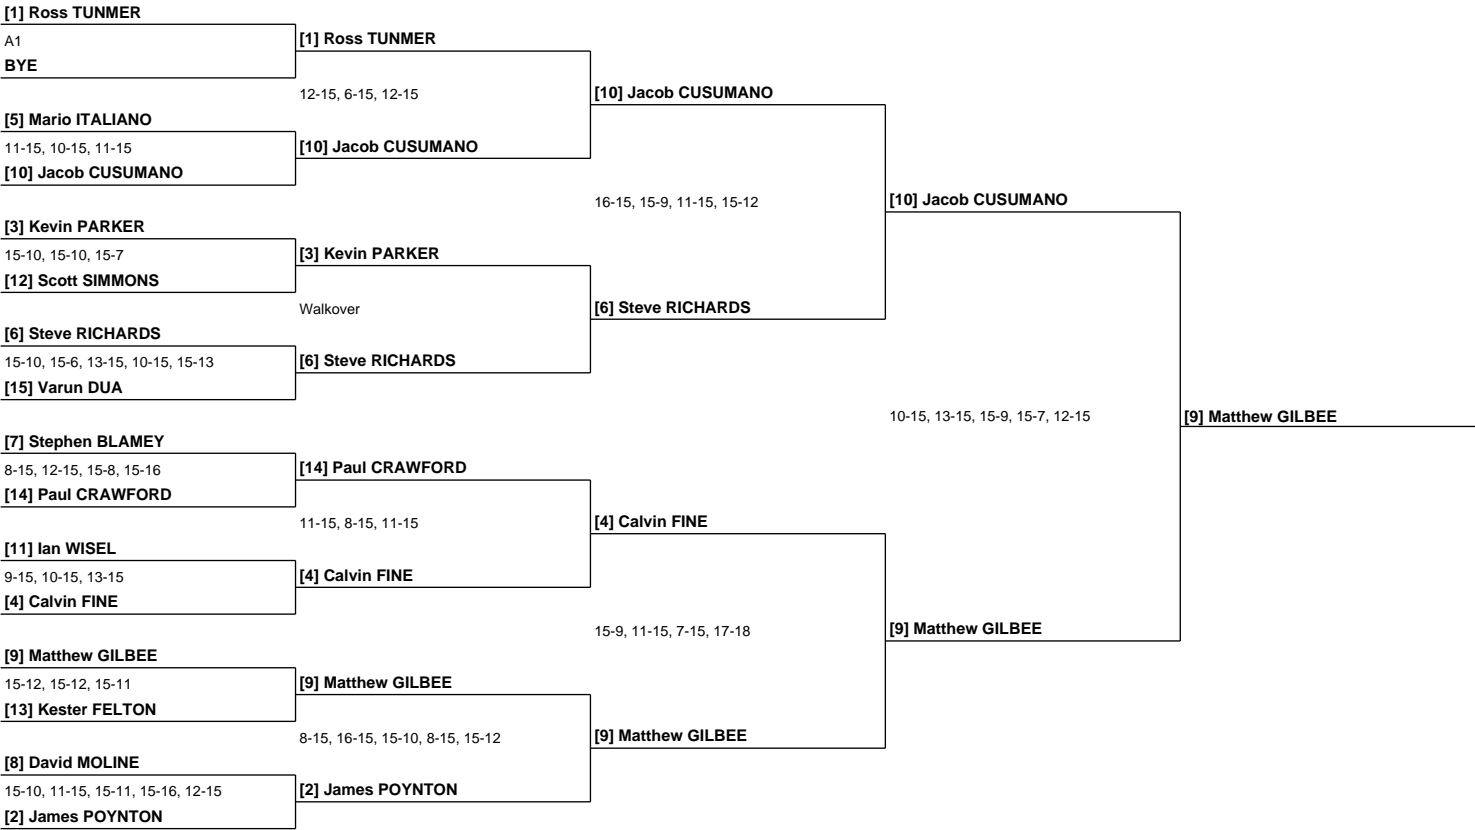 [1] Ross TUNMER
A1
BYE
[5] Mario ITALIANO
11-15, 10-15, 11-15
[10] Jacob CUSUMANO
[3] Kevin PARKER
15-10, 15-10, 15-7
[12] Scott SIMMONS
[6] Steve RICHARDS
15-10, 15-6, 13-15, 10-15, 15-13
[15] Varun DUA
[7] Stephen BLAMEY
8-15, 12-15, 15-8, 15-16
[14] Paul CRAWFORD
[11] Ian WISEL
9-15, 10-15, 13-15
[4] Calvin FINE
[9] Matthew GILBEE
15-12, 15-12, 15-11
[13] Kester FELTON
[8] David MOLINE
15-10, 11-15, 15-11, 15-16, 12-15
[2] James POYNTON
[1] Ross TUNMER
12-15, 6-15, 12-15
[10] Jacob CUSUMANO
[3] Kevin PARKER
Walkover
[6] Steve RICHARDS
[14] Paul CRAWFORD
11-15, 8-15, 11-15
[4] Calvin FINE
[9] Matthew GILBEE
8-15, 16-15, 15-10, 8-15, 15-12
[2] James POYNTON
[10] Jacob CUSUMANO
16-15, 15-9, 11-15, 15-12
[6] Steve RICHARDS
[4] Calvin FINE
15-9, 11-15, 7-15, 17-18
[9] Matthew GILBEE
[10] Jacob CUSUMANO
10-15, 13-15, 15-9, 15-7, 12-15
[9] Matthew GILBEE
[9] Matthew GILBEE